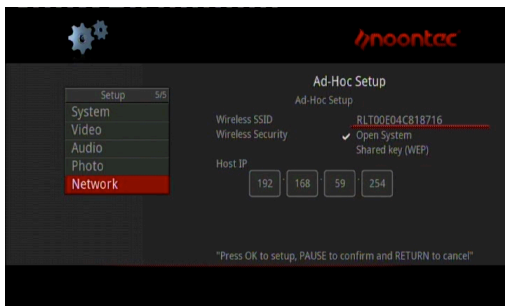 noontec
Setup 5/5
System
Video
Audio
Photo
Network
Ad-Hoc Setup
Ad-Hoc Setup
Wireless SSID RLT00E04C818716
Wireless Security ✔ Open System
Shared key (WEP)
Host IP
192 . 168 . 59 . 254
"Press OK to setup, PAUSE to confirm and RETURN to cancel"